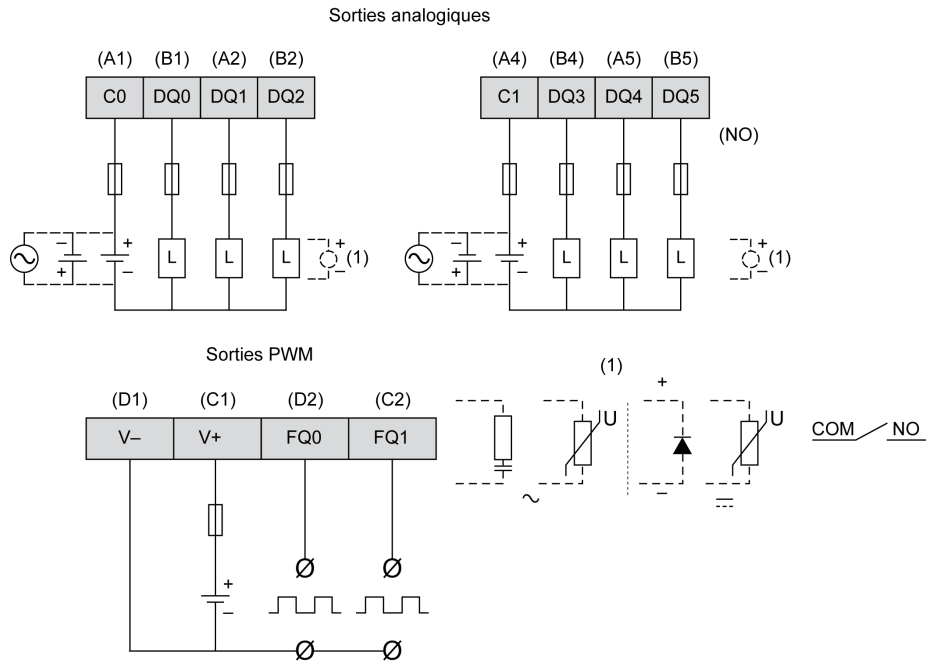 Sorties analogiques
(A1) (B1) (A2) (B2) (A4) (B4) (A5) (B5)
C0 DQ0 DQ1 DQ2 C1 DQ3 DQ4 DQ5
(NO)
– + L L L + – (1) – + L L L + – (1)
+ – + –
Sorties PWM
(1)
(D1) (C1) (D2) (C2)
V– V+ FQ0 FQ1
U + – U
COM NO
+
–